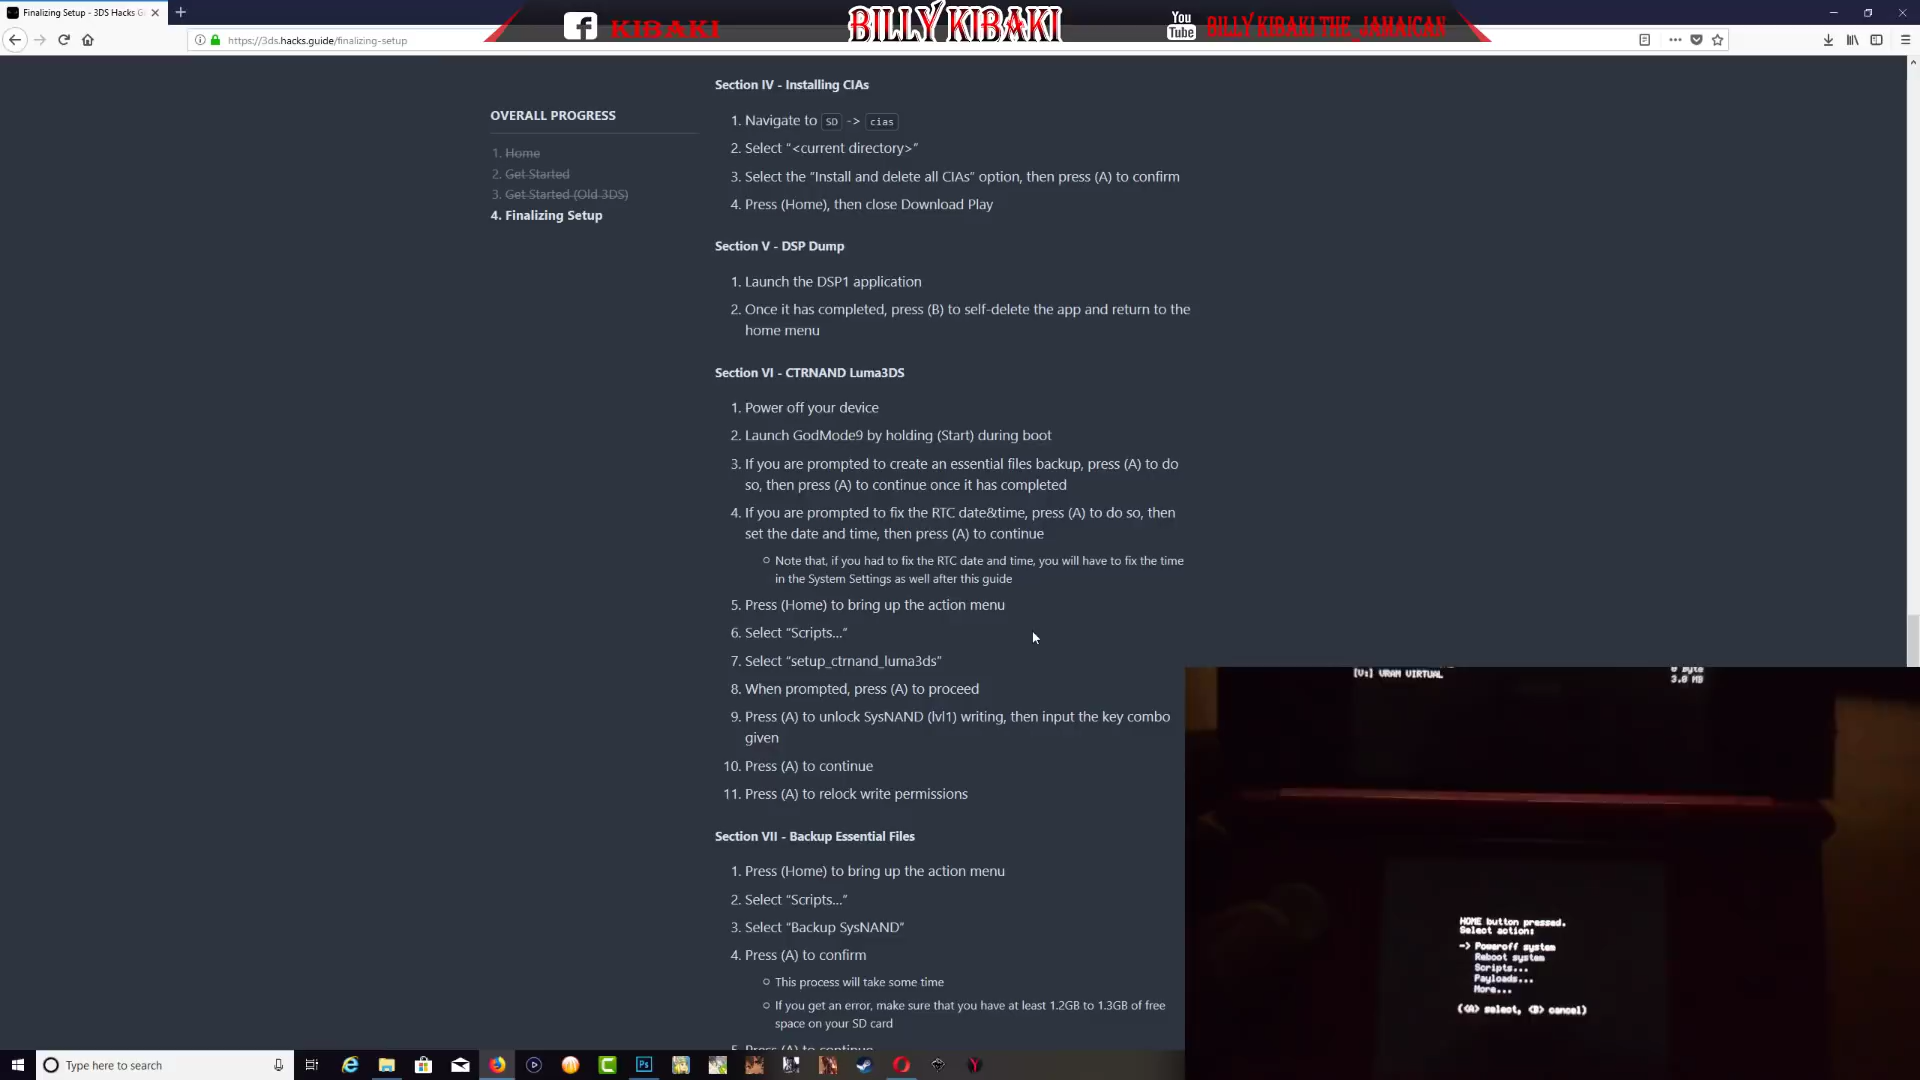 Finalizing Setup - 3DS Hacks G
KIBAKI
BILLY KIBAKI
You Tube
BILLY KIBAKI THE_JAMAICAN
https://3ds.hacks.guide/finalizing-setup
OVERALL PROGRESS
1. Home
2. Get Started
3. Get Started (Old 3DS)
4. Finalizing Setup
Section IV - Installing CIAs
1. Navigate to SD -> cias
2. Select “<current directory>”
3. Select the “Install and delete all CIAs” option, then press (A) to confirm
4. Press (Home), then close Download Play
Section V - DSP Dump
1. Launch the DSP1 application
2. Once it has completed, press (B) to self-delete the app and return to the
home menu
Section VI - CTRNAND Luma3DS
1. Power off your device
2. Launch GodMode9 by holding (Start) during boot
3. If you are prompted to create an essential files backup, press (A) to do
so, then press (A) to continue once it has completed
4. If you are prompted to fix the RTC date&time, press (A) to do so, then
set the date and time, then press (A) to continue
Note that, if you had to fix the RTC date and time, you will have to fix the time
in the System Settings as well after this guide
5. Press (Home) to bring up the action menu
6. Select “Scripts…”
7. Select “setup_ctrnand_luma3ds”
8. When prompted, press (A) to proceed
9. Press (A) to unlock SysNAND (lvl1) writing, then input the key combo
given
10. Press (A) to continue
11. Press (A) to relock write permissions
Section VII - Backup Essential Files
1. Press (Home) to bring up the action menu
2. Select “Scripts…”
3. Select “Backup SysNAND”
4. Press (A) to confirm
This process will take some time
If you get an error, make sure that you have at least 1.2GB to 1.3GB of free
space on your SD card
5. Press (A) to continue
[V:] VRAM VIRTUAL
0 Byte
3.0 MB
HOME button pressed.
Select action:
-> Poweroff system
Reboot system
Scripts...
Payloads...
More...
(<A> select, <B> cancel)
Type here to search